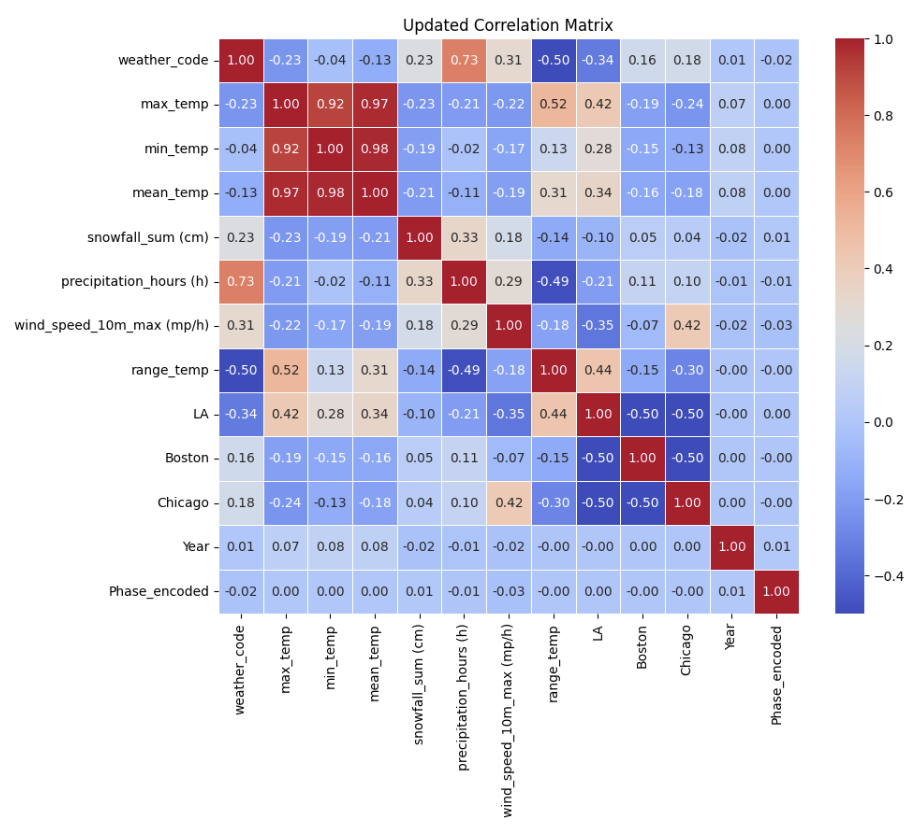 Updated Correlation Matrix
weather_code 1.00 -0.23 -0.04 -0.13 0.23 0.73 0.31 -0.50 -0.34 0.16 0.18 0.01 -0.02
max_temp -0.23 1.00 0.92 0.97 -0.23 -0.21 -0.22 0.52 0.42 -0.19 -0.24 0.07 0.00
min_temp -0.04 0.92 1.00 0.98 -0.19 -0.02 -0.17 0.13 0.28 -0.15 -0.13 0.08 0.00
mean_temp -0.13 0.97 0.98 1.00 -0.21 -0.11 -0.19 0.31 0.34 -0.16 -0.18 0.08 0.00
snowfall_sum (cm) 0.23 -0.23 -0.19 -0.21 1.00 0.33 0.18 -0.14 -0.10 0.05 0.04 -0.02 0.01
precipitation_hours (h) 0.73 -0.21 -0.02 -0.11 0.33 1.00 0.29 -0.49 -0.21 0.11 0.10 -0.01 -0.01
wind_speed_10m_max (mp/h) 0.31 -0.22 -0.17 -0.19 0.18 0.29 1.00 -0.18 -0.35 -0.07 0.42 -0.02 -0.03
range_temp -0.50 0.52 0.13 0.31 -0.14 -0.49 -0.18 1.00 0.44 -0.15 -0.30 -0.00 -0.00
LA -0.34 0.42 0.28 0.34 -0.10 -0.21 -0.35 0.44 1.00 -0.50 -0.50 -0.00 0.00
Boston 0.16 -0.19 -0.15 -0.16 0.05 0.11 -0.07 -0.15 -0.50 1.00 -0.50 0.00 -0.00
Chicago 0.18 -0.24 -0.13 -0.18 0.04 0.10 0.42 -0.30 -0.50 -0.50 1.00 0.00 -0.00
Year 0.01 0.07 0.08 0.08 -0.02 -0.01 -0.02 -0.00 -0.00 0.00 0.00 1.00 0.01
Phase_encoded -0.02 0.00 0.00 0.00 0.01 -0.01 -0.03 -0.00 0.00 -0.00 -0.00 0.01 1.00
weather_code
max_temp
min_temp
mean_temp
snowfall_sum (cm)
precipitation_hours (h)
wind_speed_10m_max (mp/h)
range_temp
LA
Boston
Chicago
Year
Phase_encoded
1.0
0.8
0.6
0.4
0.2
0.0
−0.2
−0.4